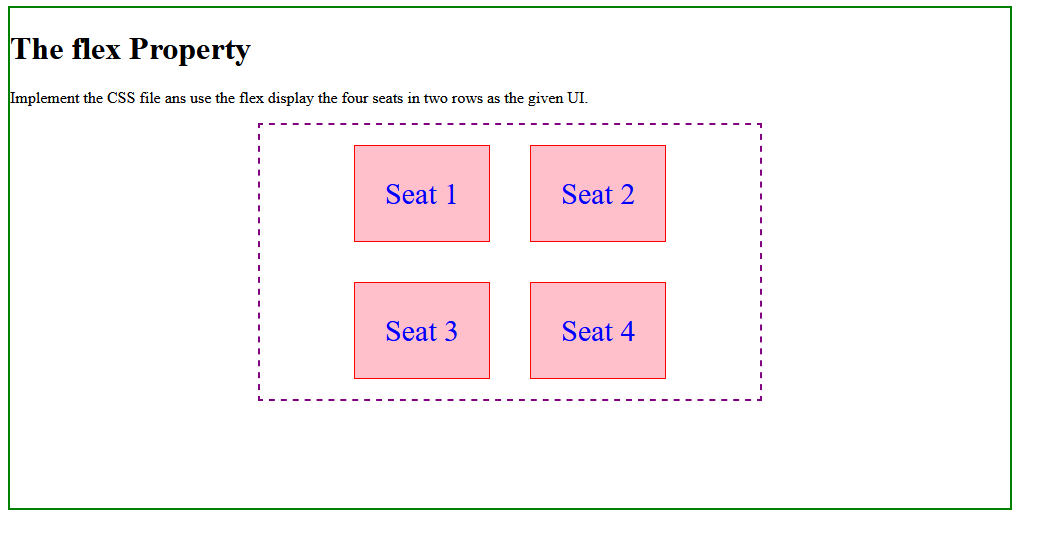 The flex Property
Implement the CSS file ans use the flex display the four seats in two rows as the given UI.
Seat 1
Seat 2
Seat 3
Seat 4